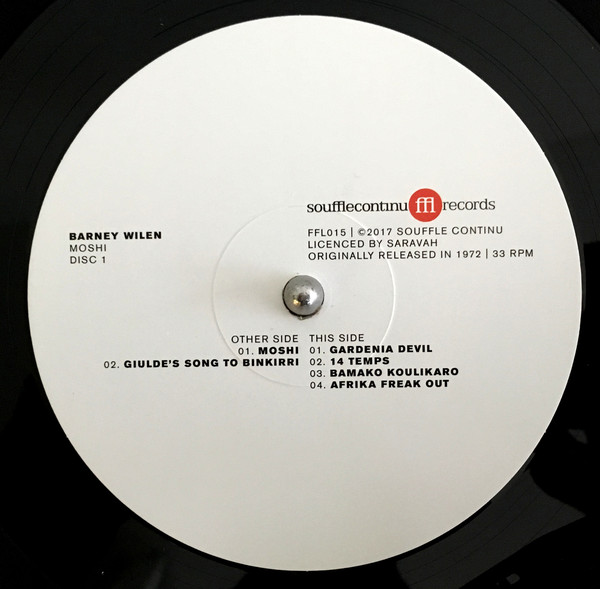 soufflecontinu ffl records
BARNEY WILEN
MOSHI
DISC 1
FFL015 | ©2017 SOUFFLE CONTINU
LICENCED BY SARAVAH
ORIGINALLY RELEASED IN 1972 | 33 RPM
OTHER SIDE
01. MOSHI
02. GIULDE'S SONG TO BINKIRRI
THIS SIDE
01. GARDENIA DEVIL
02. 14 TEMPS
03. BAMAKO KOULIKARO
04. AFRIKA FREAK OUT